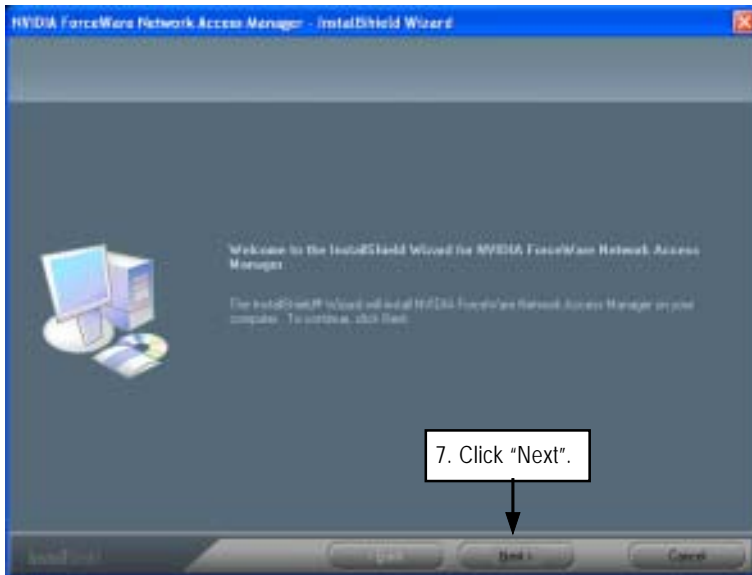 NVIDIA ForceWare Network Access Manager - InstallShield Wizard
Welcome to the InstallShield Wizard for NVIDIA ForceWare Network Access
Manager
The InstallShield® Wizard will install NVIDIA ForceWare Network Access Manager on your
computer. To continue, click Next.
7. Click “Next”.
InstallShield
< Back
Next >
Cancel